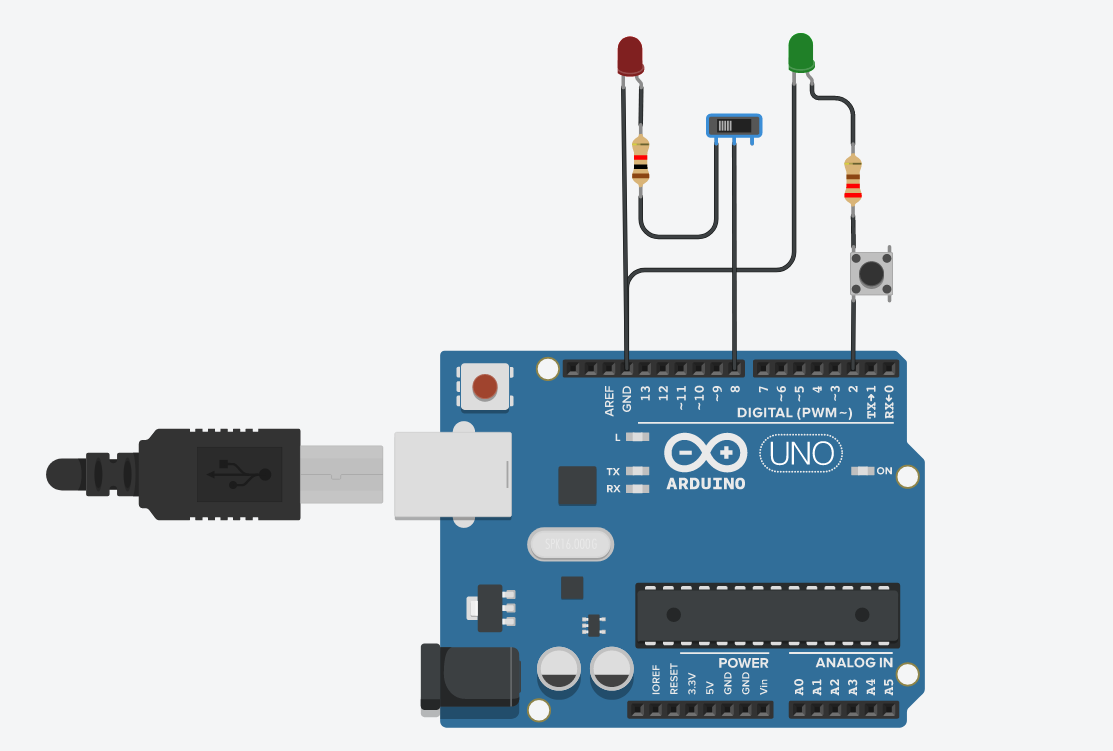 AREF
GND
13
12
~11
~10
~9
8
7
~6
~5
4
~3
2
TX→1
RX←0
DIGITAL (PWM~)
L
TX
RX
ARDUINO
UNO
ON
SPK16.000G
IOREF
RESET
3.3V
5V
GND
GND
Vin
POWER
ANALOG IN
A0
A1
A2
A3
A4
A5